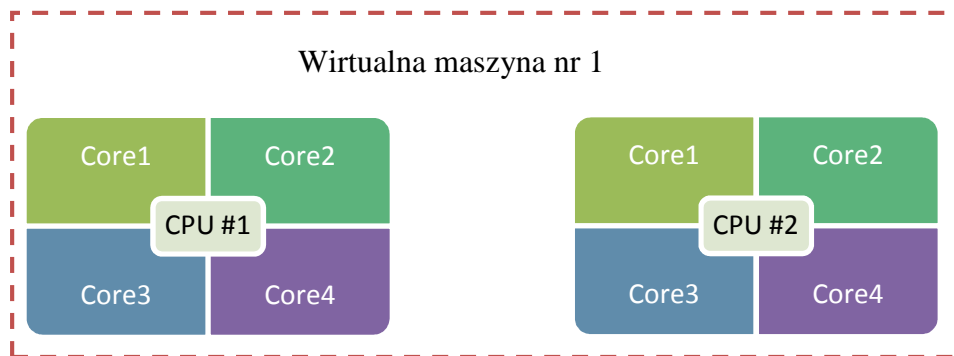 Wirtualna maszyna nr 1
Core1 Core2
CPU #1
Core3 Core4
Core1 Core2
CPU #2
Core3 Core4